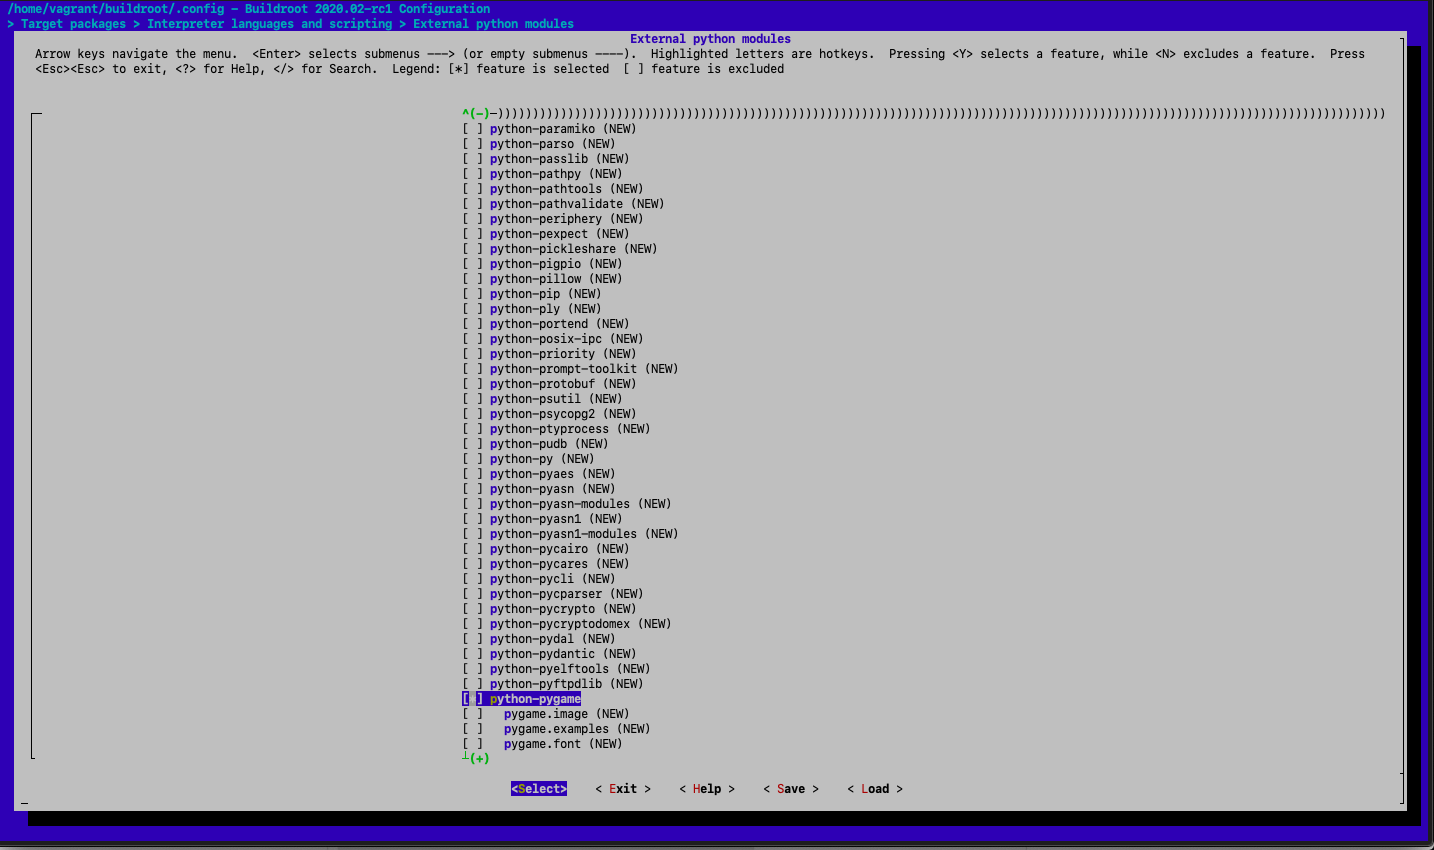 /home/vagrant/buildroot/.config - Buildroot 2020.02-rc1 Configuration
> Target packages > Interpreter languages and scripting > External python modules
External python modules
Arrow keys navigate the menu.  <Enter> selects submenus ---> (or empty submenus ----).  Highlighted letters are hotkeys.  Pressing <Y> selects a feature, while <N> excludes a feature.  Press
<Esc><Esc> to exit, <?> for Help, </> for Search.  Legend: [*] feature is selected  [ ] feature is excluded
^(-)-)))))))))))))))))))))))))))))))))))))))))))))))))))))))))))))))))))))))))))))))))))))))))))))))))))))))))))))))))))))))))))))))
[ ] python-paramiko (NEW)
[ ] python-parso (NEW)
[ ] python-passlib (NEW)
[ ] python-pathpy (NEW)
[ ] python-pathtools (NEW)
[ ] python-pathvalidate (NEW)
[ ] python-periphery (NEW)
[ ] python-pexpect (NEW)
[ ] python-pickleshare (NEW)
[ ] python-pigpio (NEW)
[ ] python-pillow (NEW)
[ ] python-pip (NEW)
[ ] python-ply (NEW)
[ ] python-portend (NEW)
[ ] python-posix-ipc (NEW)
[ ] python-priority (NEW)
[ ] python-prompt-toolkit (NEW)
[ ] python-protobuf (NEW)
[ ] python-psutil (NEW)
[ ] python-psycopg2 (NEW)
[ ] python-ptyprocess (NEW)
[ ] python-pudb (NEW)
[ ] python-py (NEW)
[ ] python-pyaes (NEW)
[ ] python-pyasn (NEW)
[ ] python-pyasn-modules (NEW)
[ ] python-pyasn1 (NEW)
[ ] python-pyasn1-modules (NEW)
[ ] python-pycairo (NEW)
[ ] python-pycares (NEW)
[ ] python-pycli (NEW)
[ ] python-pycparser (NEW)
[ ] python-pycrypto (NEW)
[ ] python-pycryptodomex (NEW)
[ ] python-pydal (NEW)
[ ] python-pydantic (NEW)
[ ] python-pyelftools (NEW)
[ ] python-pyftpdlib (NEW)
[*] python-pygame
[ ]   pygame.image (NEW)
[ ]   pygame.examples (NEW)
[ ]   pygame.font (NEW)
┴(+)
<Select>    < Exit >    < Help >    < Save >    < Load >